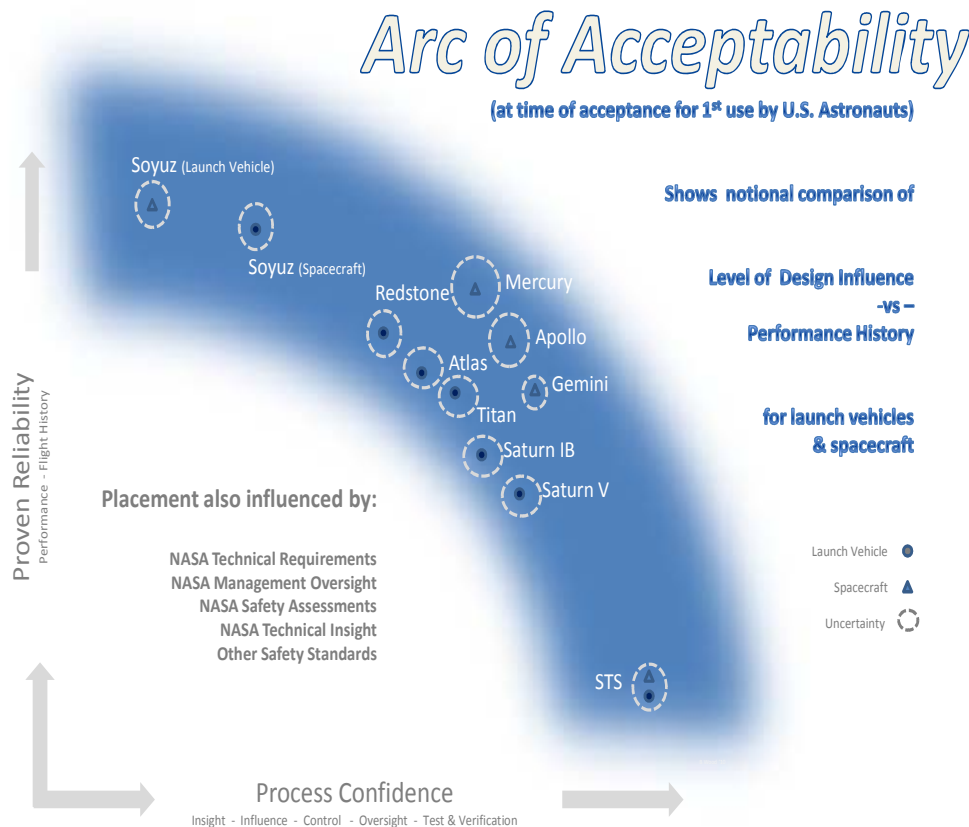 Arc of Acceptability
(at time of acceptance for 1st use by U.S. Astronauts)
Shows notional comparison of
Level of Design Influence
-vs –
Performance History
for launch vehicles
& spacecraft
Soyuz (Launch Vehicle)
Soyuz (Spacecraft)
Redstone
Mercury
Apollo
Atlas
Gemini
Titan
Saturn IB
Saturn V
STS
Placement also influenced by:
NASA Technical Requirements
NASA Management Oversight
NASA Safety Assessments
NASA Technical Insight
Other Safety Standards
Launch Vehicle
Spacecraft
Uncertainty
Proven Reliability
Performance - Flight History
Process Confidence
Insight - Influence - Control - Oversight - Test & Verification